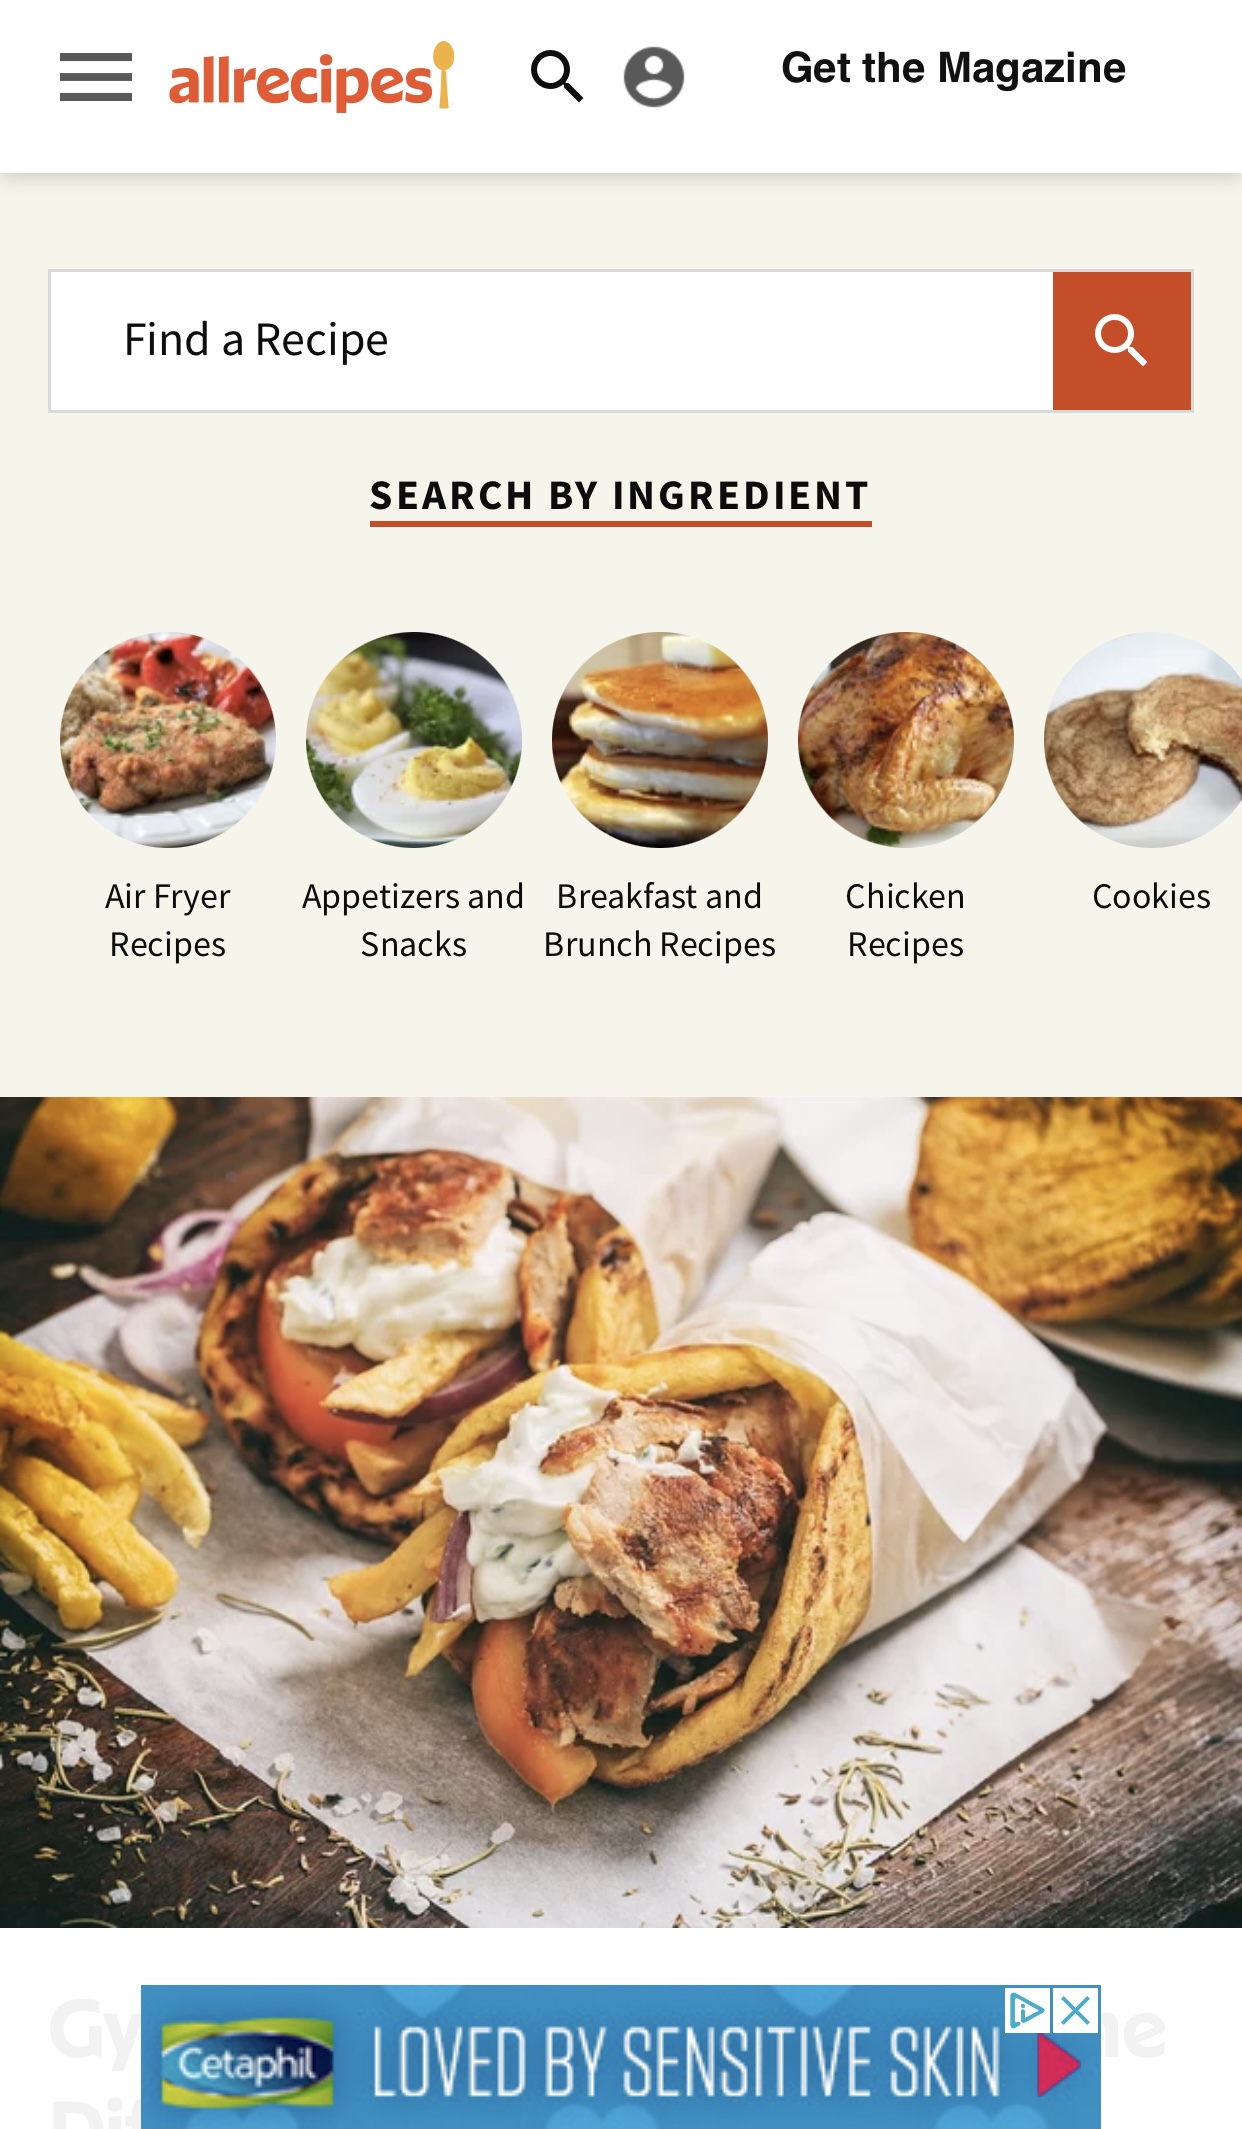 allrecipes
Get the Magazine
Find a Recipe
SEARCH BY INGREDIENT
Air Fryer
Recipes
Appetizers and
Snacks
Breakfast and
Brunch Recipes
Chicken
Recipes
Cookies
Cetaphil
LOVED BY SENSITIVE SKIN